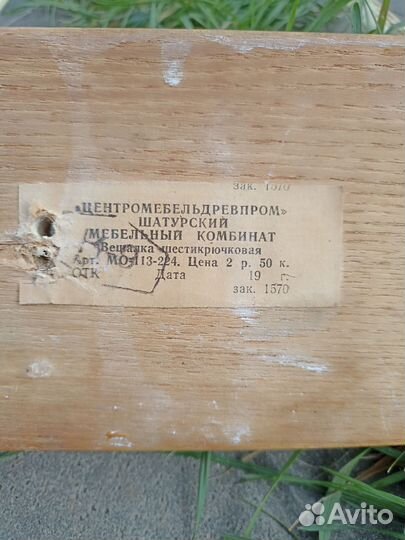 зак. 1570
«ЦЕНТРОМЕБЕЛЬДРЕВПРОМ»
ШАТУРСКИЙ
МЕБЕЛЬНЫЙ КОМБИНАТ
Вешалка шестикрючковая
Арт. МО-113-224. Цена 2 р. 50 к.
ОТК Дата 19 г.
зак. 1570
Avito